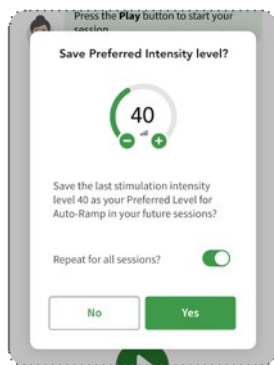 Press the Play button to start your
session
Save Preferred Intensity level?
40
Save the last stimulation intensity
level 40 as your Preferred Level for
Auto-Ramp in your future sessions?
Repeat for all sessions?
No
Yes